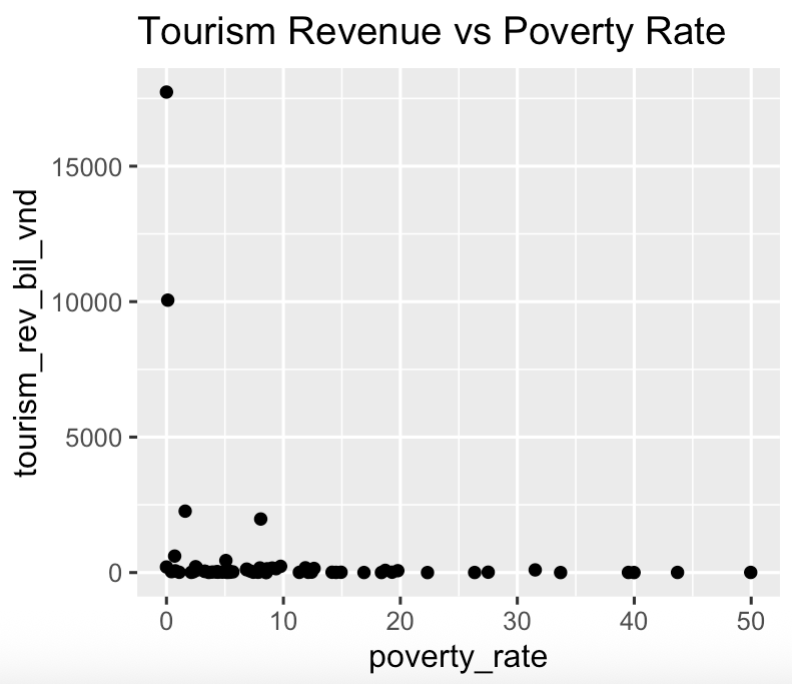 Tourism Revenue vs Poverty Rate
tourism_rev_bil_vnd
15000
10000
5000
0
0 10 20 30 40 50
poverty_rate